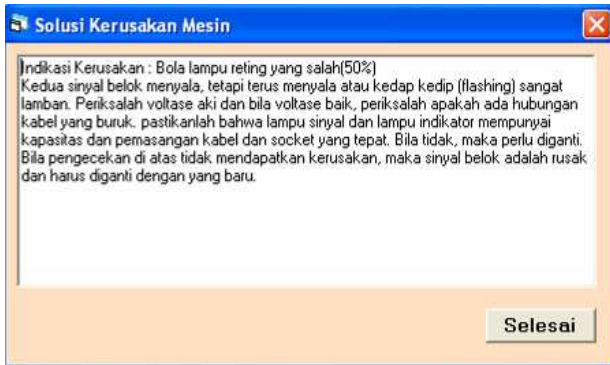 Solusi Kerusakan Mesin
Indikasi Kerusakan : Bola lampu reting yang salah(50%)
Kedua sinyal belok menyala, tetapi terus menyala atau kedap kedip (flashing) sangat
lamban. Periksalah voltase aki dan bila voltase baik, periksalah apakah ada hubungan
kabel yang buruk. pastikanlah bahwa lampu sinyal dan lampu indikator mempunyai
kapasitas dan pemasangan kabel dan socket yang tepat. Bila tidak, maka perlu diganti.
Bila pengecekan di atas tidak mendapatkan kerusakan, maka sinyal belok adalah rusak
dan harus diganti dengan yang baru.
Selesai